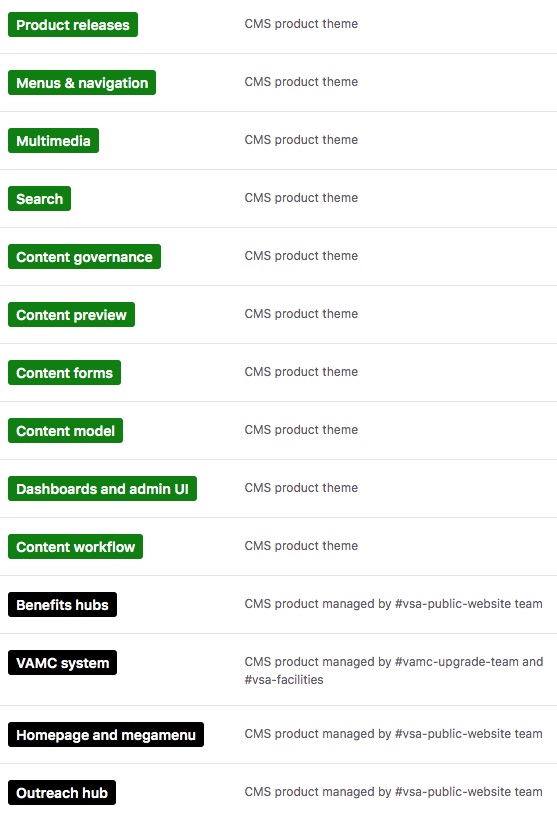 Product releases CMS product theme
Menus & navigation CMS product theme
Multimedia CMS product theme
Search CMS product theme
Content governance CMS product theme
Content preview CMS product theme
Content forms CMS product theme
Content model CMS product theme
Dashboards and admin UI CMS product theme
Content workflow CMS product theme
Benefits hubs CMS product managed by #vsa-public-website team
VAMC system CMS product managed by #vamc-upgrade-team and
#vsa-facilities
Homepage and megamenu CMS product managed by #vsa-public-website team
Outreach hub CMS product managed by #vsa-public-website team